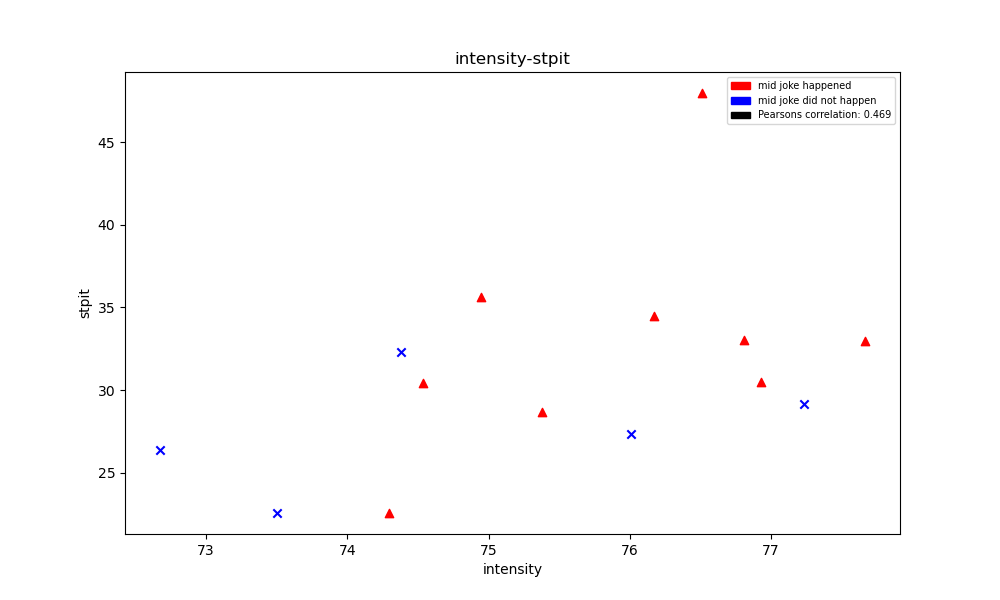 intensity-stpit
mid joke happened
mid joke did not happen
Pearsons correlation: 0.469
45
40
35
30
25
stpit
73 74 75 76 77
intensity